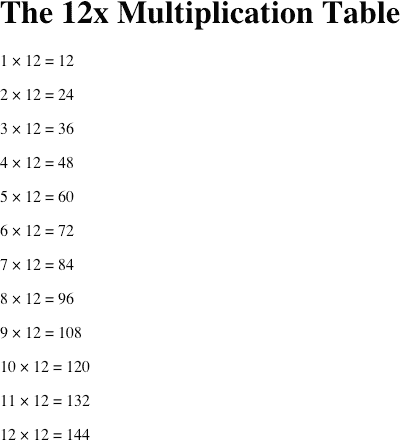 The 12x Multiplication Table
1 × 12 = 12
2 × 12 = 24
3 × 12 = 36
4 × 12 = 48
5 × 12 = 60
6 × 12 = 72
7 × 12 = 84
8 × 12 = 96
9 × 12 = 108
10 × 12 = 120
11 × 12 = 132
12 × 12 = 144